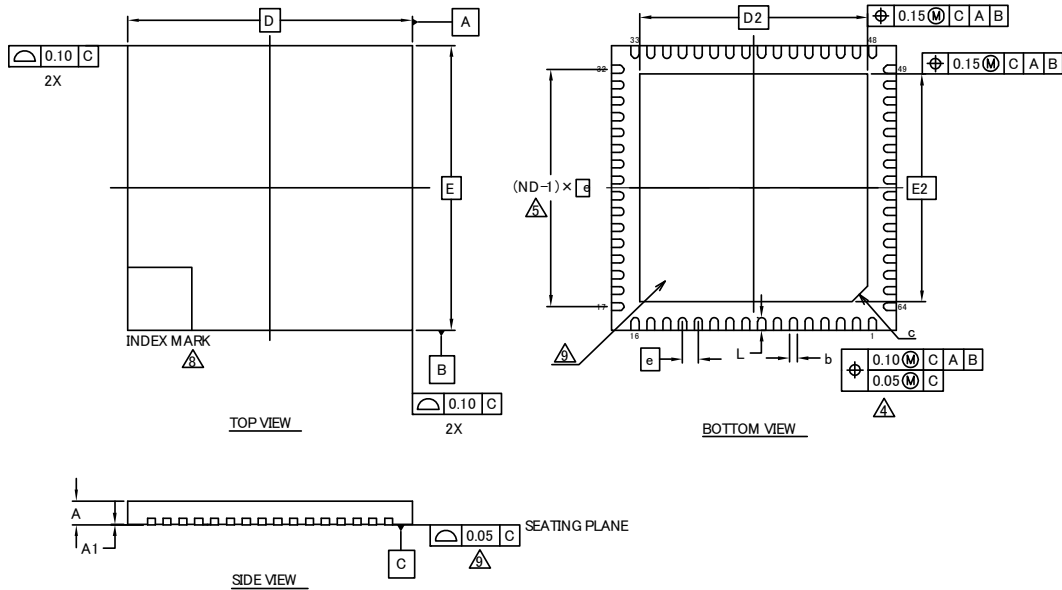 D
A
⌓ 0.10 C
2X
E
INDEX MARK
8
B
⌓ 0.10 C
2X
TOP VIEW
D2
⌖ 0.15 Ⓜ C A B
33
48
32
49
⌖ 0.15 Ⓜ C A B
(ND-1)× e
5
E2
17
64
16
1
9
e
L
b
c
⌖ 0.10 Ⓜ C A B
0.05 Ⓜ C
4
BOTTOM VIEW
A
A1
C
⌓ 0.05 C
9
SEATING PLANE
SIDE VIEW